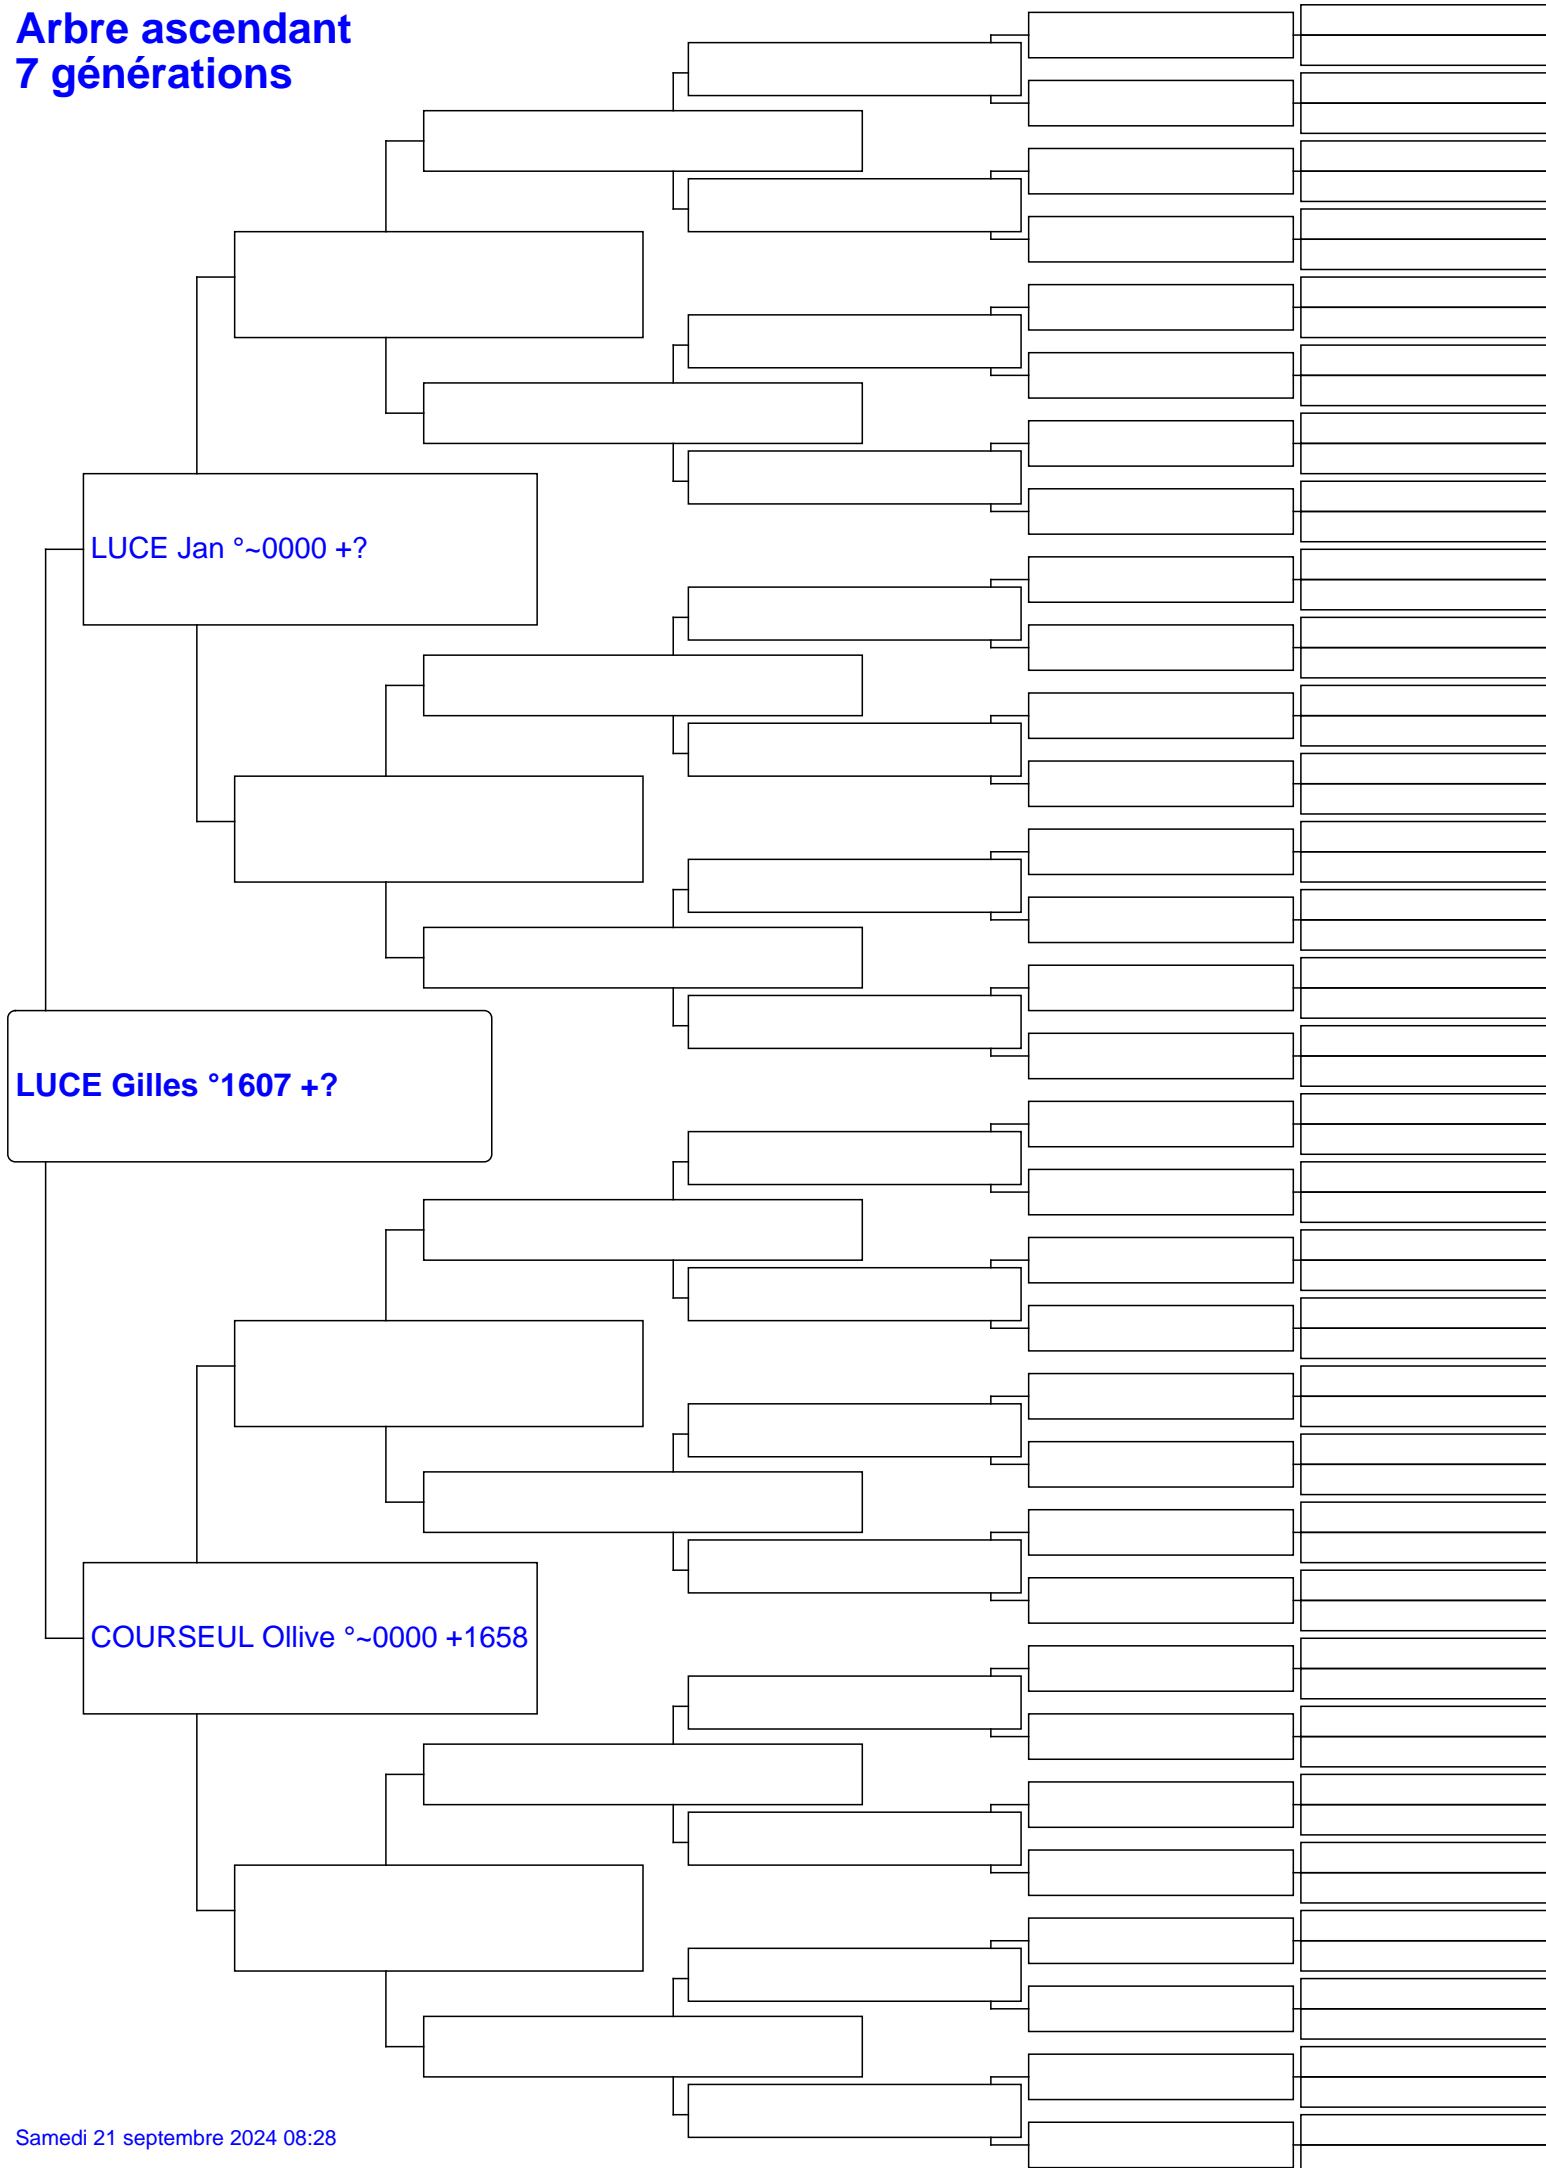 Arbre ascendant
7 générations
LUCE Jan °~0000 +?
LUCE Gilles °1607 +?
COURSEUL Ollive °~0000 +1658
Samedi 21 septembre 2024 08:28